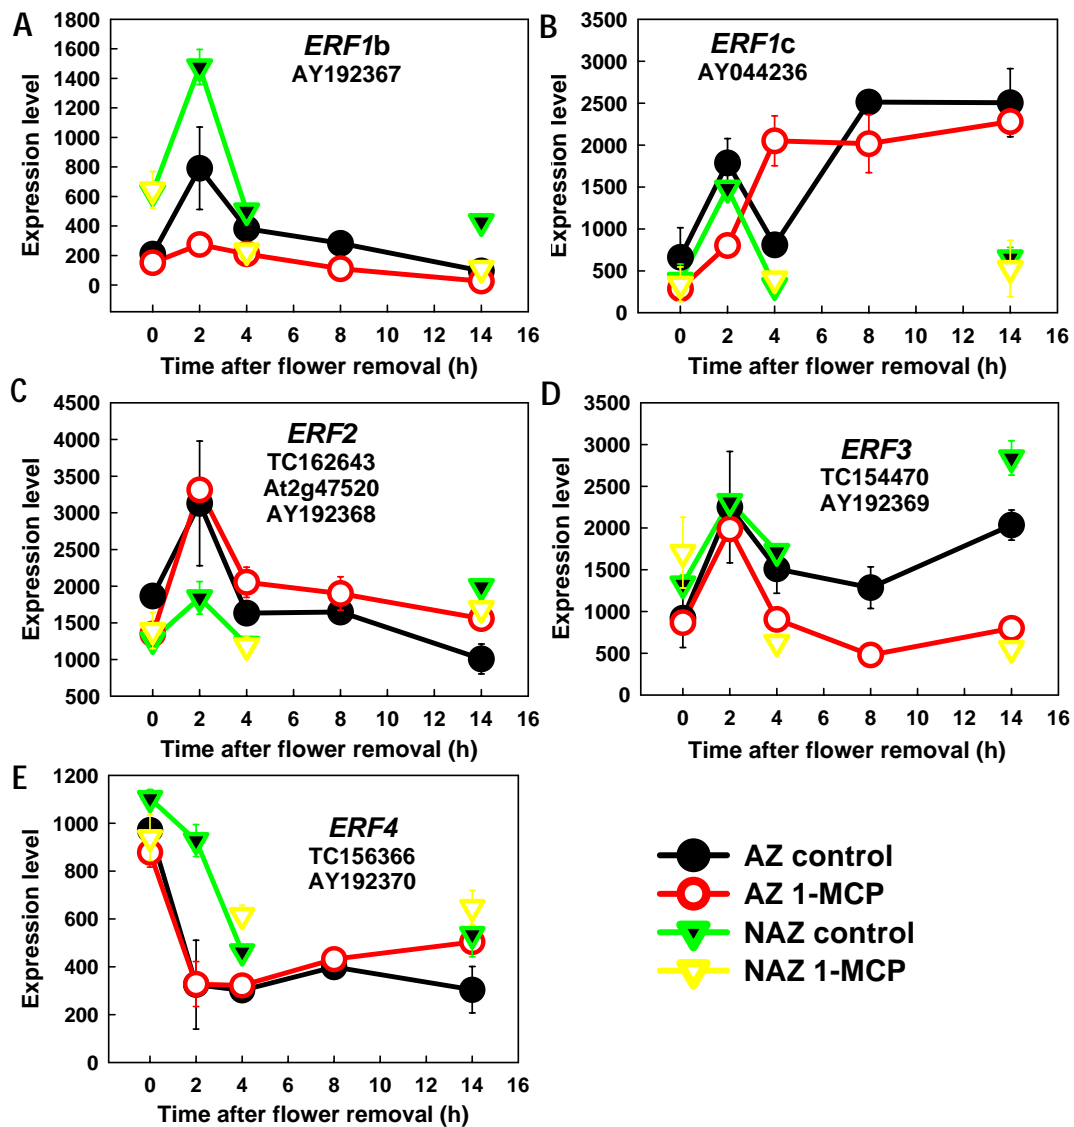 A
ERF1b
AY192367
Expression level
1800
1600
1400
1200
1000
800
600
400
200
0
0 2 4 6 8 10 12 14 16
Time after flower removal (h)
B
ERF1c
AY044236
Expression level
3500
3000
2500
2000
1500
1000
500
0
0 2 4 6 8 10 12 14 16
Time after flower removal (h)
C
ERF2
TC162643
At2g47520
AY192368
Expression level
4500
4000
3500
3000
2500
2000
1500
1000
500
0 2 4 6 8 10 12 14 16
Time after flower removal (h)
D
ERF3
TC154470
AY192369
Expression level
3500
3000
2500
2000
1500
1000
500
0
0 2 4 6 8 10 12 14 16
Time after flower removal (h)
E
ERF4
TC156366
AY192370
Expression level
1200
1000
800
600
400
200
0
0 2 4 6 8 10 12 14 16
Time after flower removal (h)
AZ control
AZ 1-MCP
NAZ control
NAZ 1-MCP